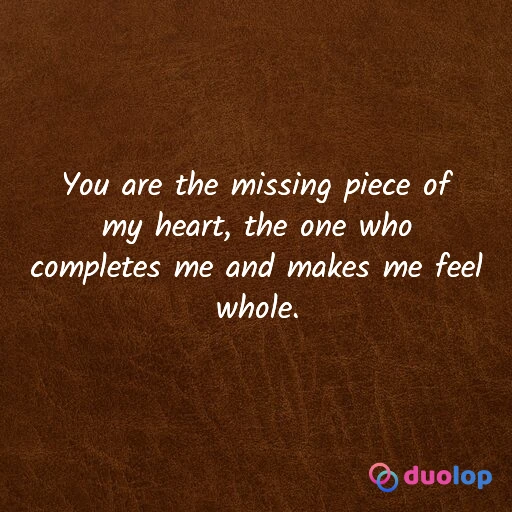 You are the missing piece of
my heart, the one who
completes me and makes me feel
whole.
duolop